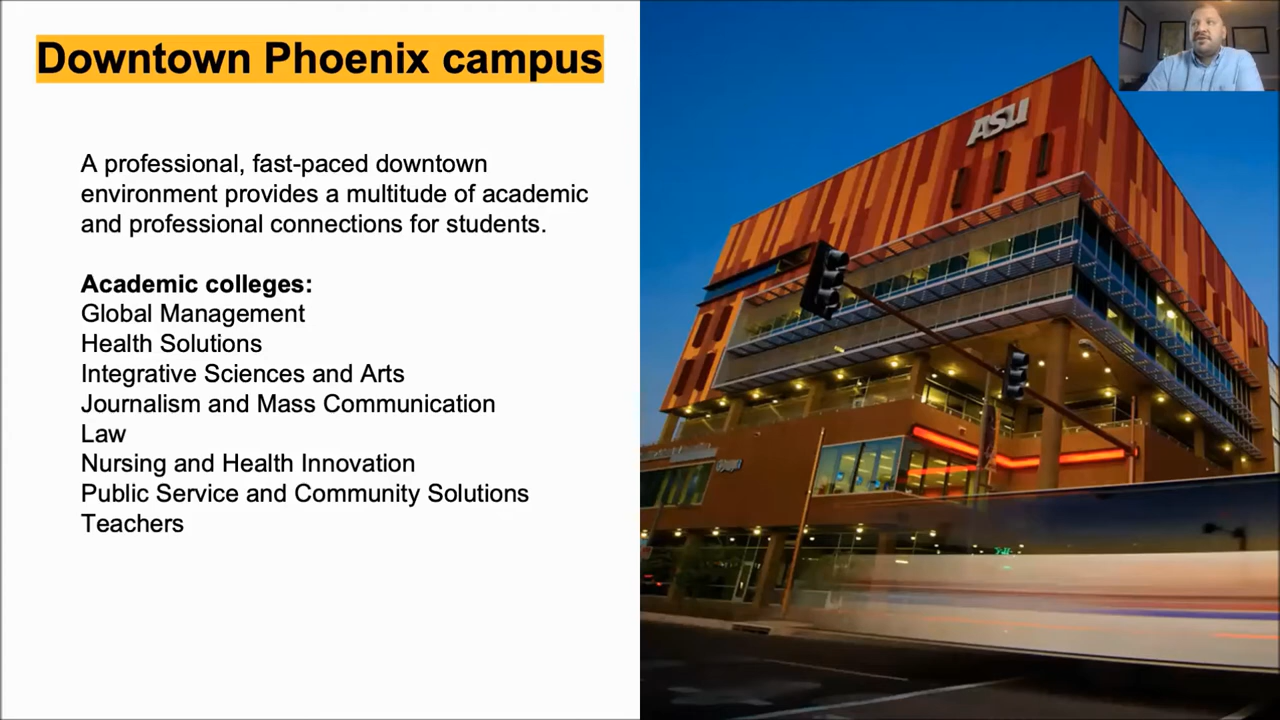 Downtown Phoenix campus
A professional, fast-paced downtown
environment provides a multitude of academic
and professional connections for students.
Academic colleges:
Global Management
Health Solutions
Integrative Sciences and Arts
Journalism and Mass Communication
Law
Nursing and Health Innovation
Public Service and Community Solutions
Teachers
ASU